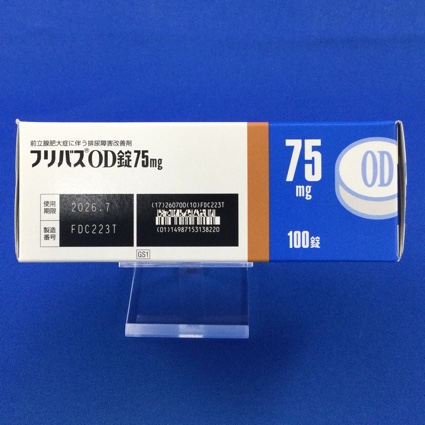 前立腺肥大症に伴う排尿障害改善剤
フリバス®OD錠75mg
使用期限 2026.7
製造番号 FDC223T
(17)260700(10)FDC223T
(01)14987153138220
GS1
75
mg
100錠
OD